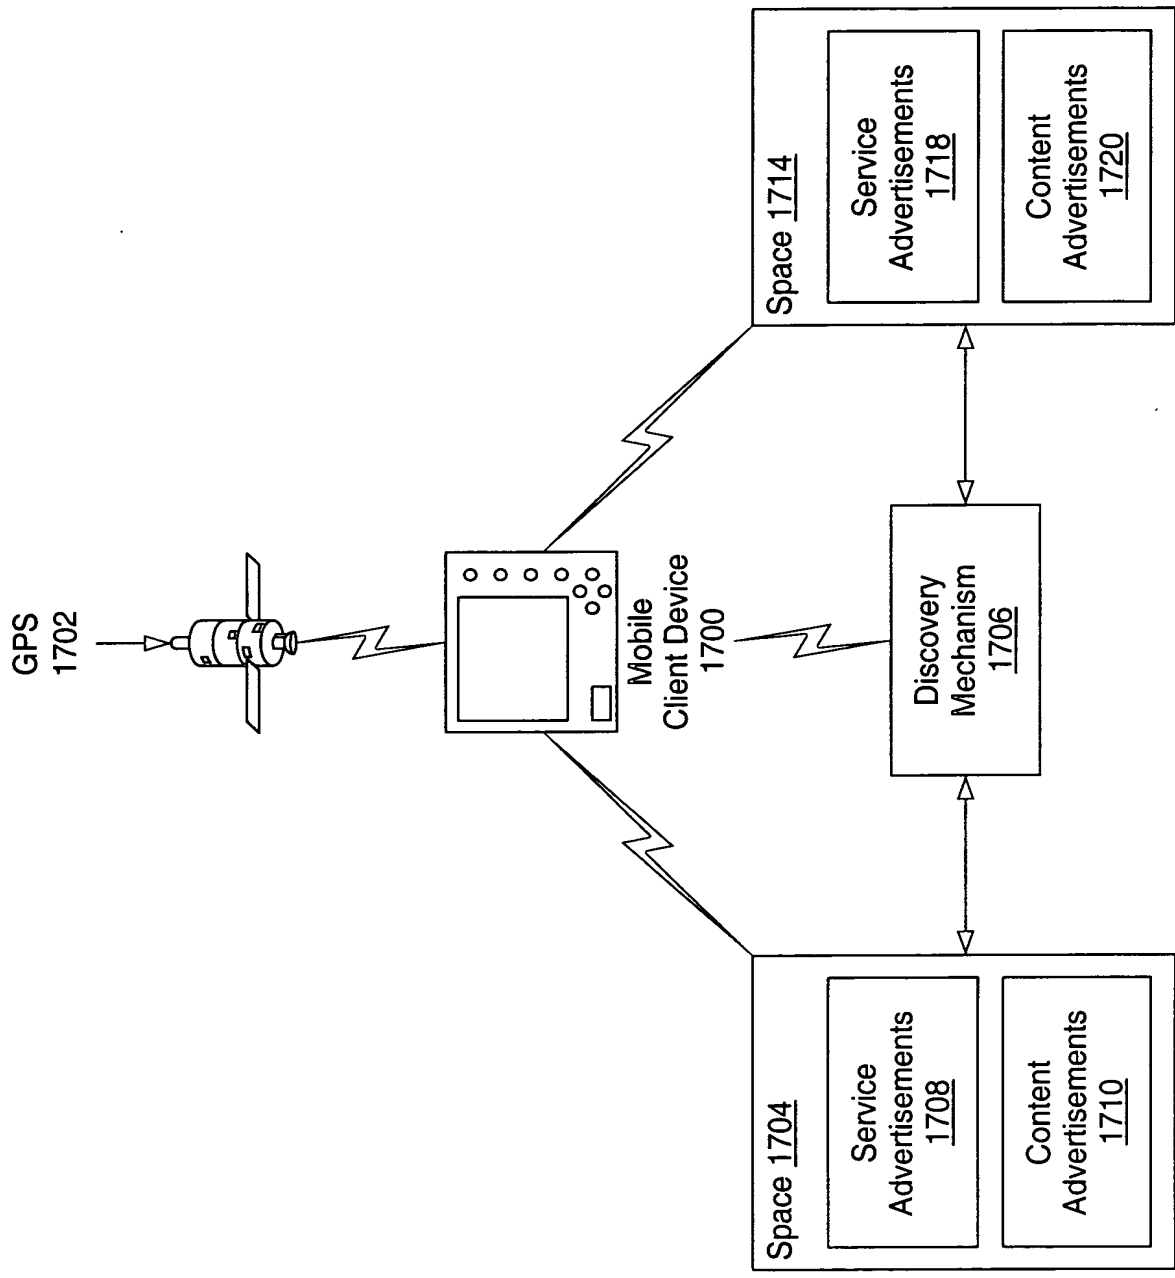 GPS
1702
Mobile
Client Device
1700
Discovery
Mechanism
1706
Space 1704
Service
Advertisements
1708
Content
Advertisements
1710
Space 1714
Service
Advertisements
1718
Content
Advertisements
1720